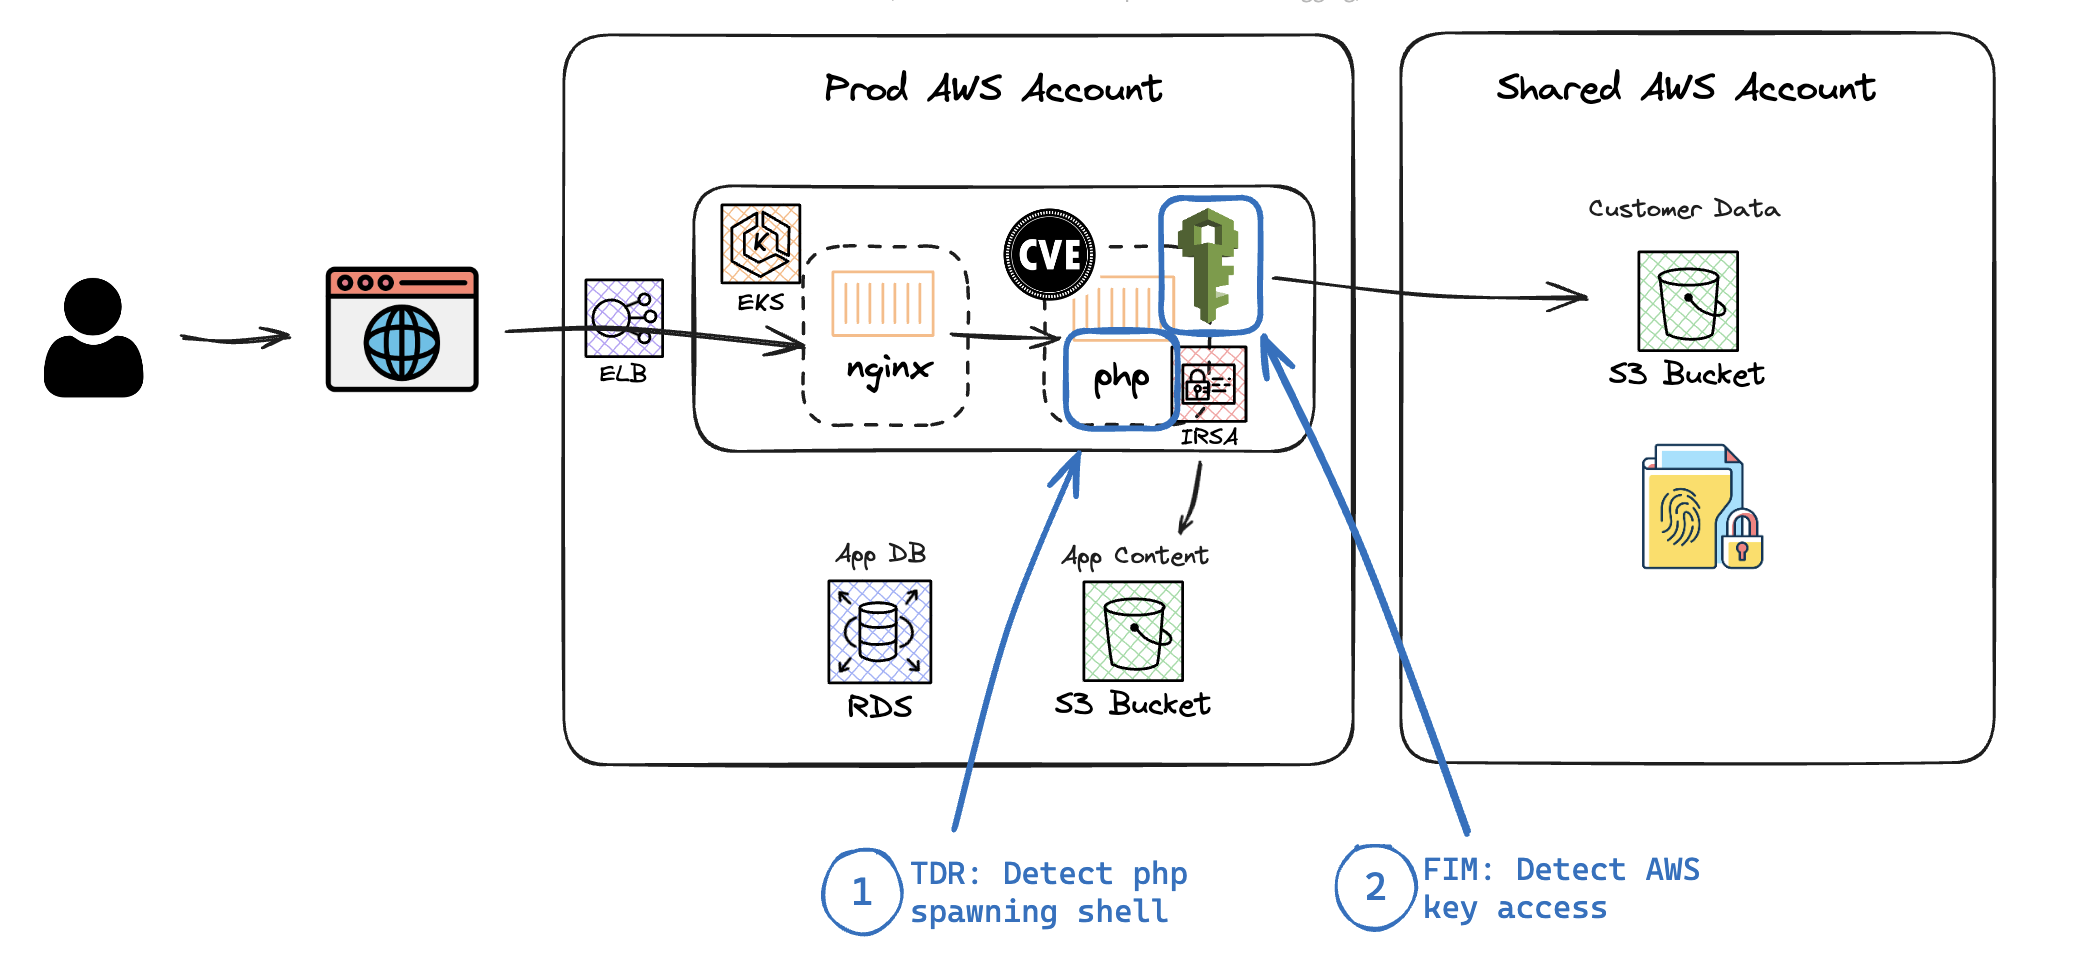 Prod AWS Account
Shared AWS Account
EKS
CVE
Customer Data
ELB
nginx
php
IRSA
S3 Bucket
App DB
App Content
RDS
S3 Bucket
1
TDR: Detect php
spawning shell
2
FIM: Detect AWS
key access
K